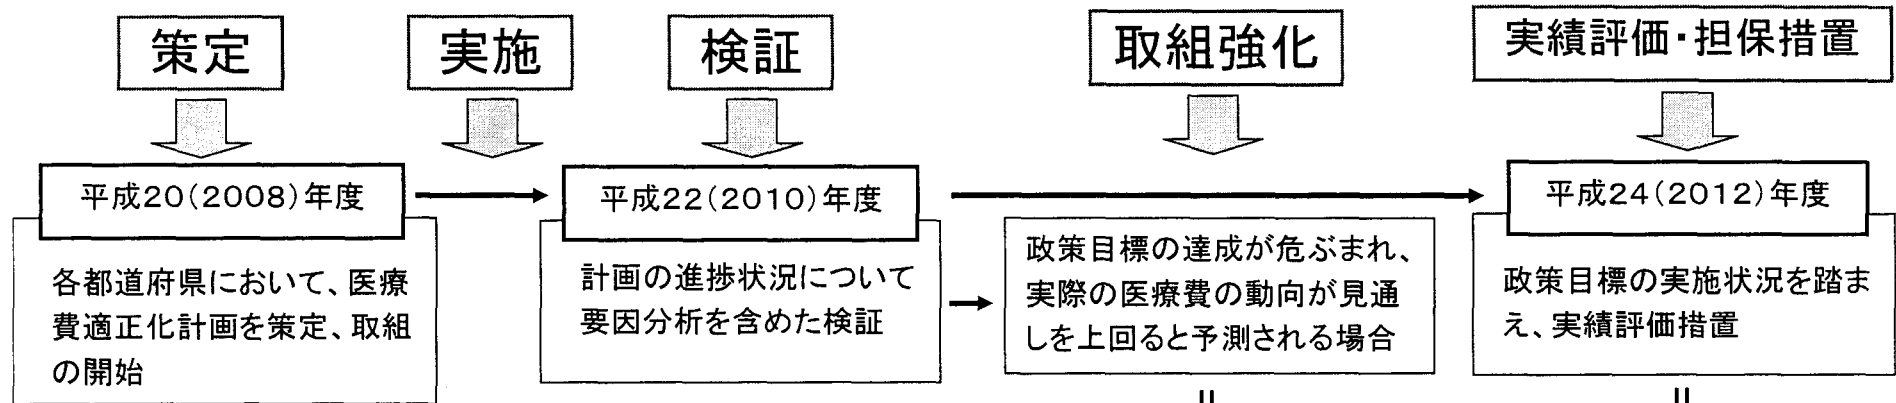 策定
実施
検証
取組強化
実績評価・担保措置
平成20(2008)年度
平成22(2010)年度
平成24(2012)年度
各都道府県において、医療
費適正化計画を策定、取組
の開始
計画の進捗状況について
要因分析を含めた検証
政策目標の達成が危ぶまれ、
実際の医療費の動向が見通
しを上回ると予測される場合
政策目標の実施状況を踏ま
え、実績評価措置